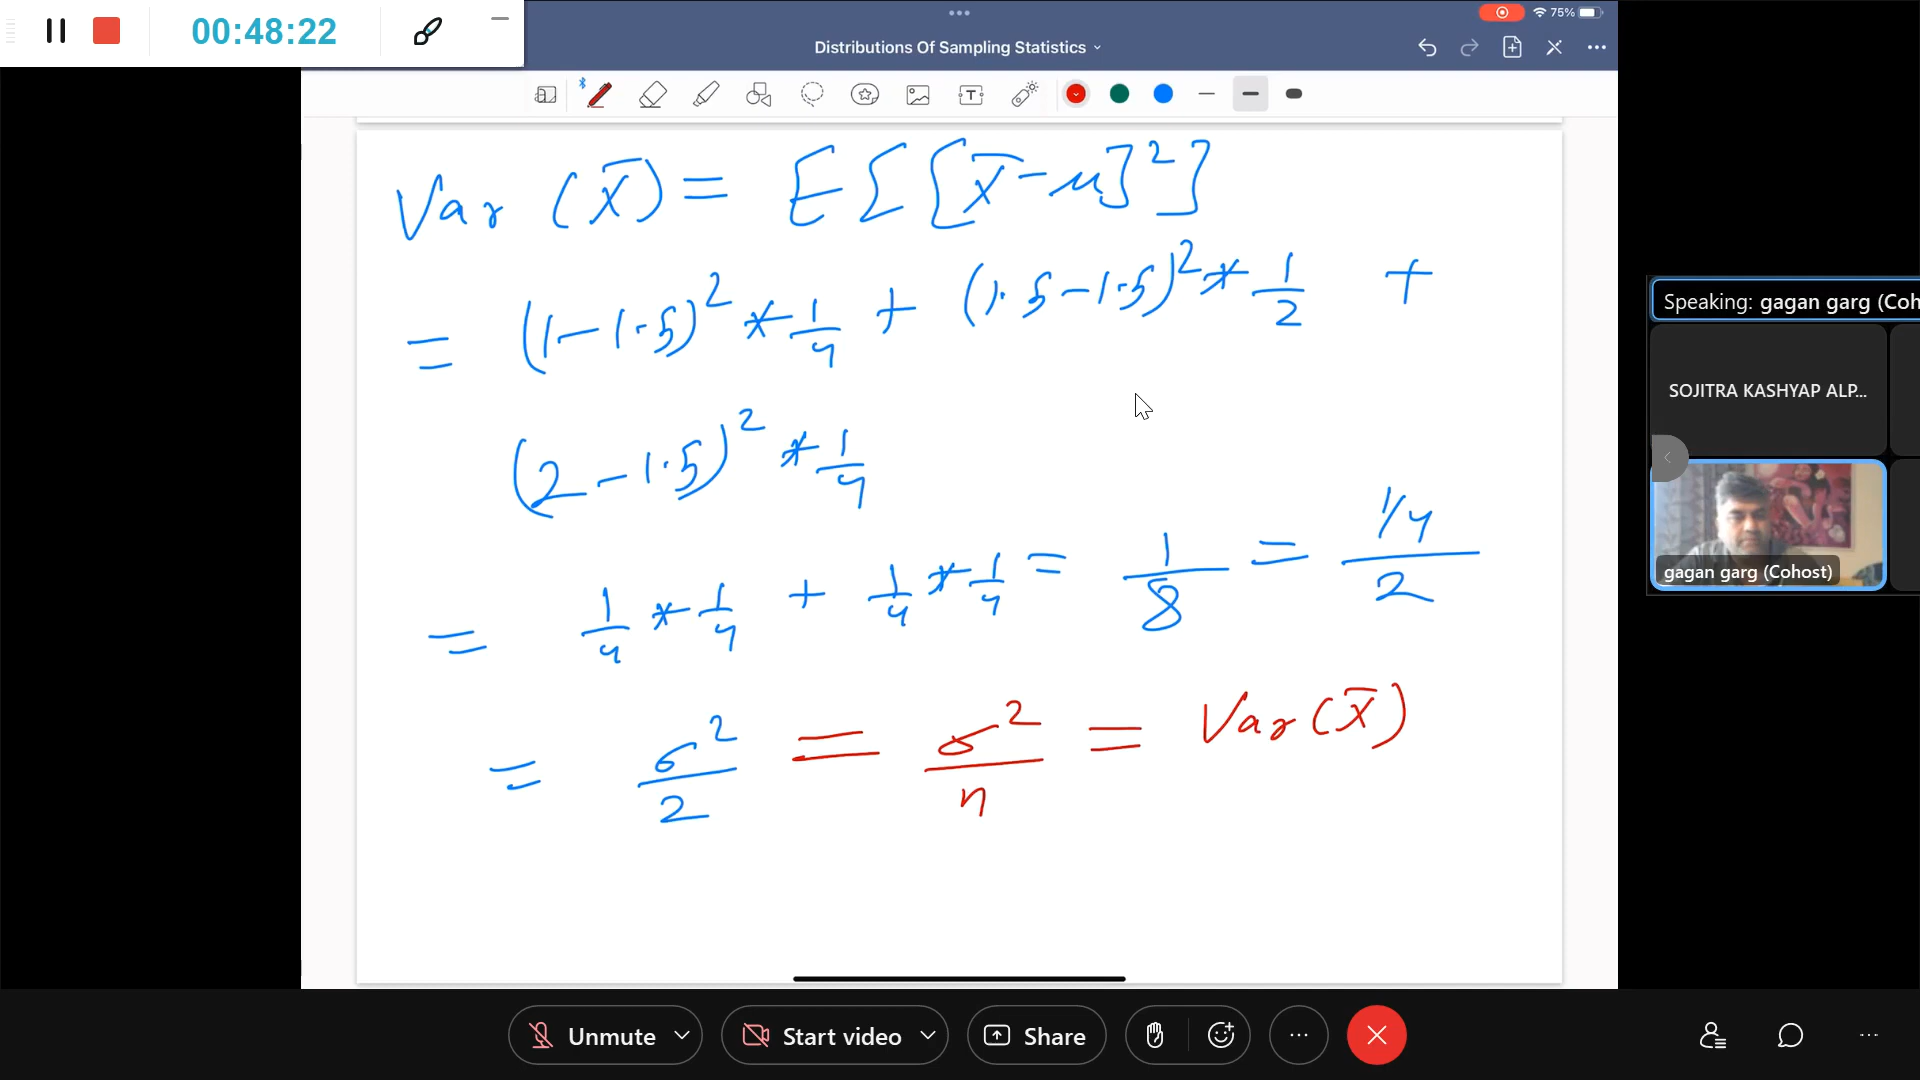 00:48:22
75%
Distributions Of Sampling Statistics
Var (X̄) = E[[X̄-μ]²]
= (1-1.5)² * 1/4 + (1.5-1.5)² * 1/2 +
(2-1.5)² * 1/4
= 1/4 * 1/4 + 1/4 * 1/4 = 1/8 = (1/4)/2
= σ²/2 = σ²/n = Var(X̄)
Speaking: gagan garg (Coh
SOJITRA KASHYAP ALP...
gagan garg (Cohost)
Unmute
Start video
Share